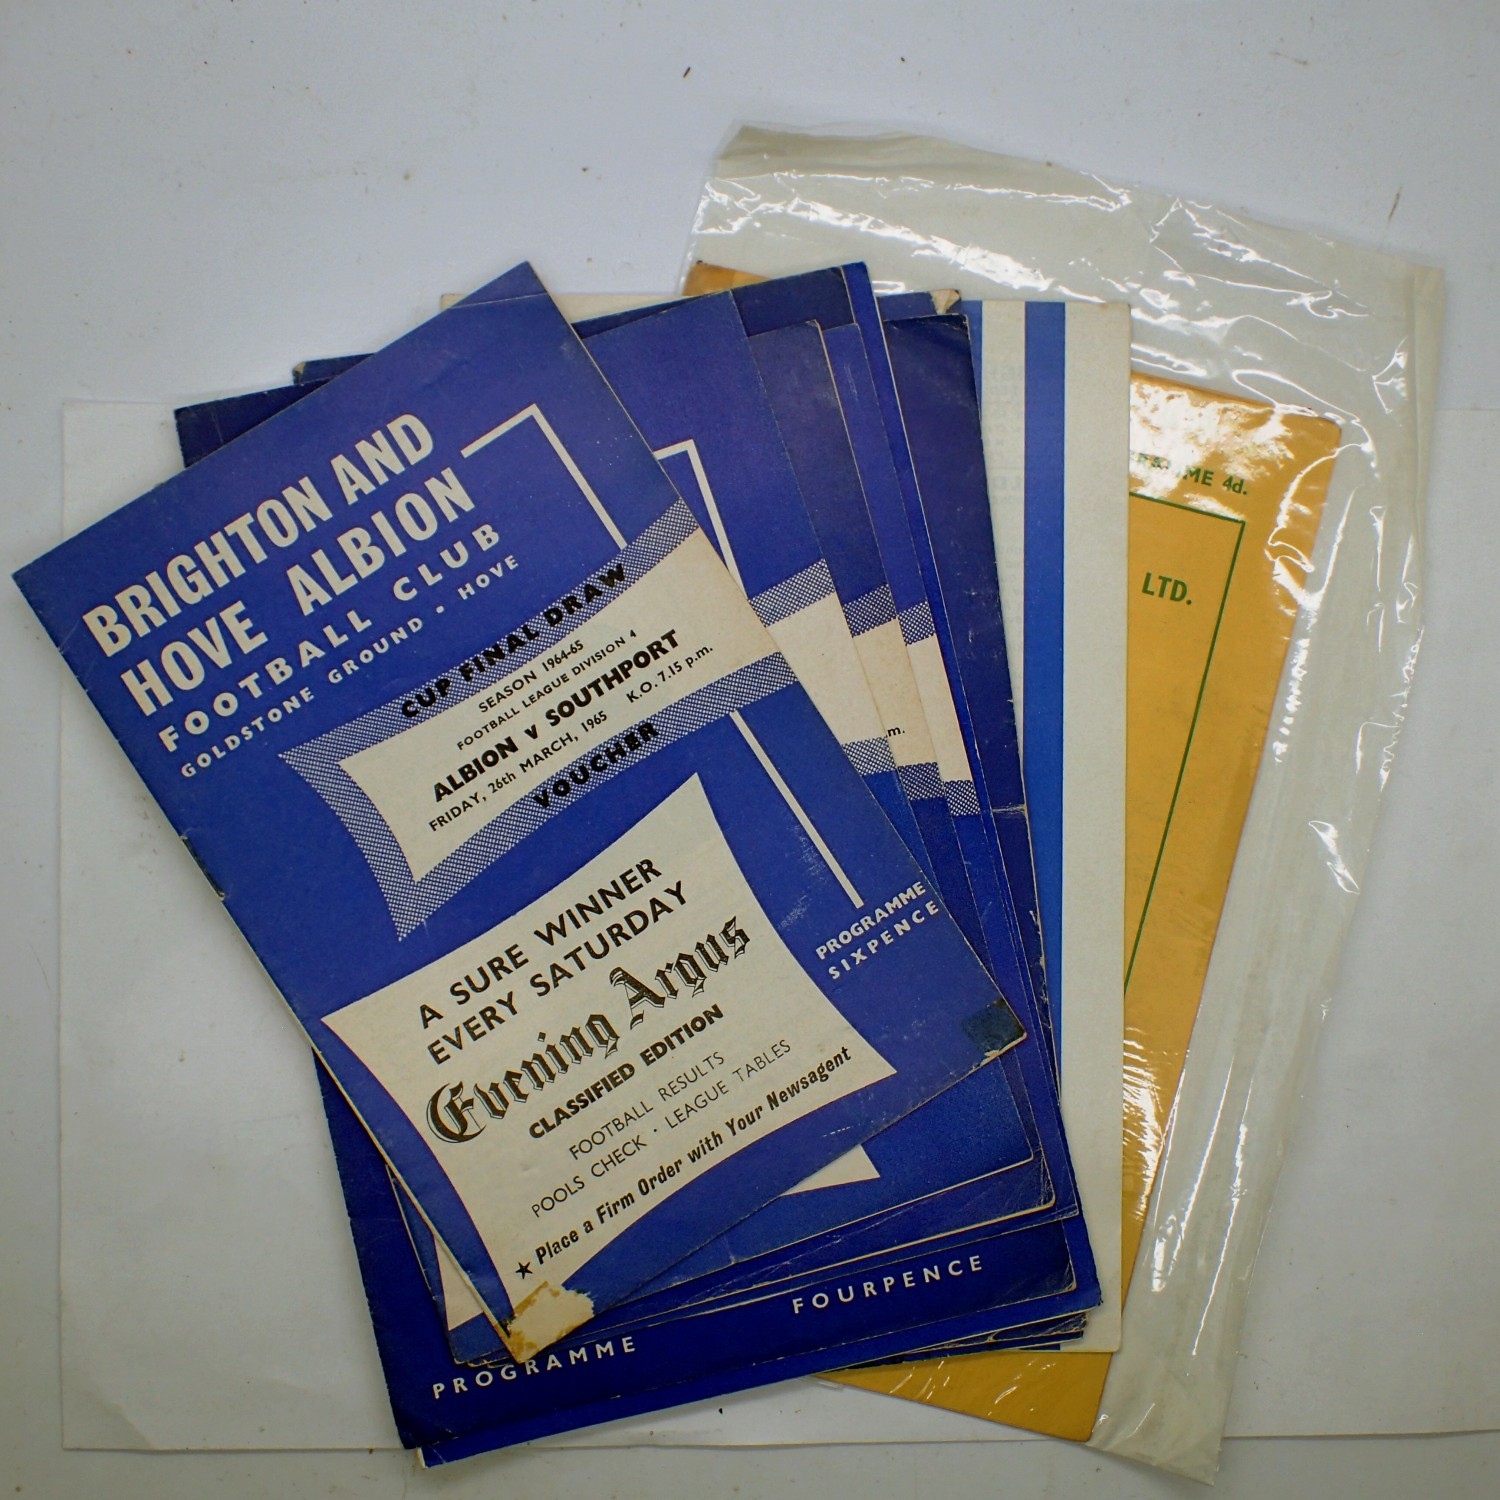 BRIGHTON AND
HOVE ALBION
FOOTBALL CLUB
GOLDSTONE GROUND • HOVE
CUP FINAL DRAW
SEASON 1964-65
FOOTBALL LEAGUE DIVISION 4
ALBION V SOUTHPORT
FRIDAY, 26th MARCH, 1965 K.O. 7.15 p.m.
VOUCHER
A SURE WINNER
EVERY SATURDAY
Evening Argus
CLASSIFIED EDITION
FOOTBALL RESULTS
POOLS CHECK · LEAGUE TABLES
★ Place a Firm Order with Your Newsagent
PROGRAMME
SIXPENCE
.m.
PROGRAMME FOURPENCE
4d.
LTD.